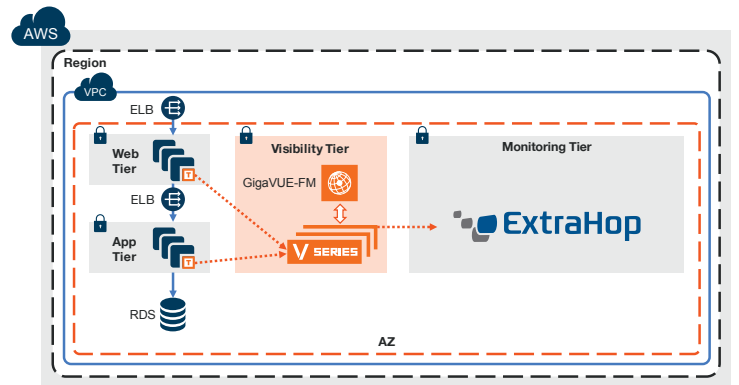 AWS
Region
VPC
ELB
Web
Tier
T
ELB
App
Tier
T
RDS
Visibility Tier
GigaVUE-FM
V SERIES
Monitoring Tier
ExtraHop
AZ